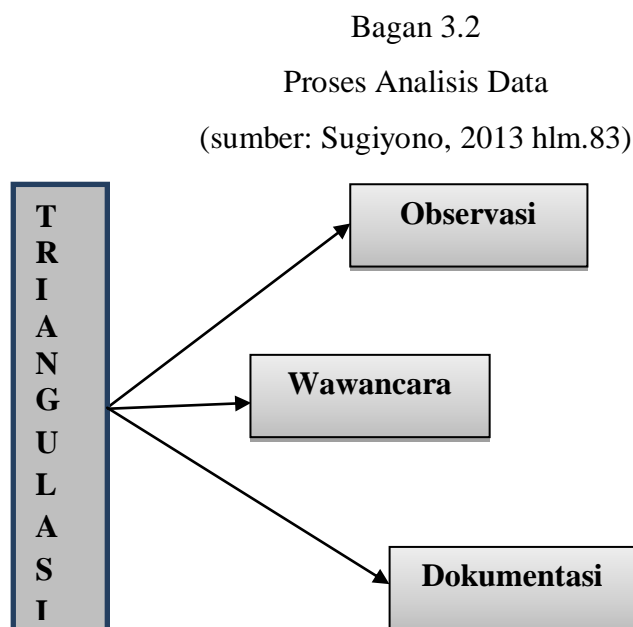 Bagan 3.2
Proses Analisis Data
(sumber: Sugiyono, 2013 hlm.83)
T
R
I
A
N
G
U
L
A
S
I
Observasi
Wawancara
Dokumentasi